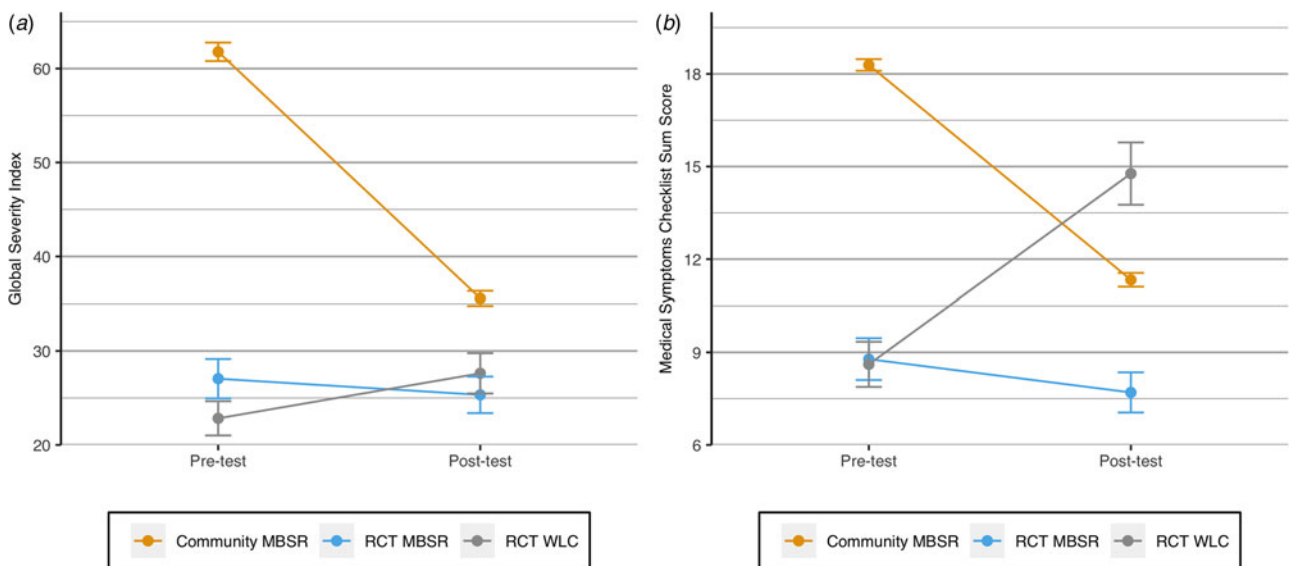 (a)
Global Severity Index
60
50
40
30
20
Pre-test
Post-test
Community MBSR
RCT MBSR
RCT WLC
(b)
Medical Symptoms Checklist Sum Score
18
15
12
9
6
Pre-test
Post-test
Community MBSR
RCT MBSR
RCT WLC